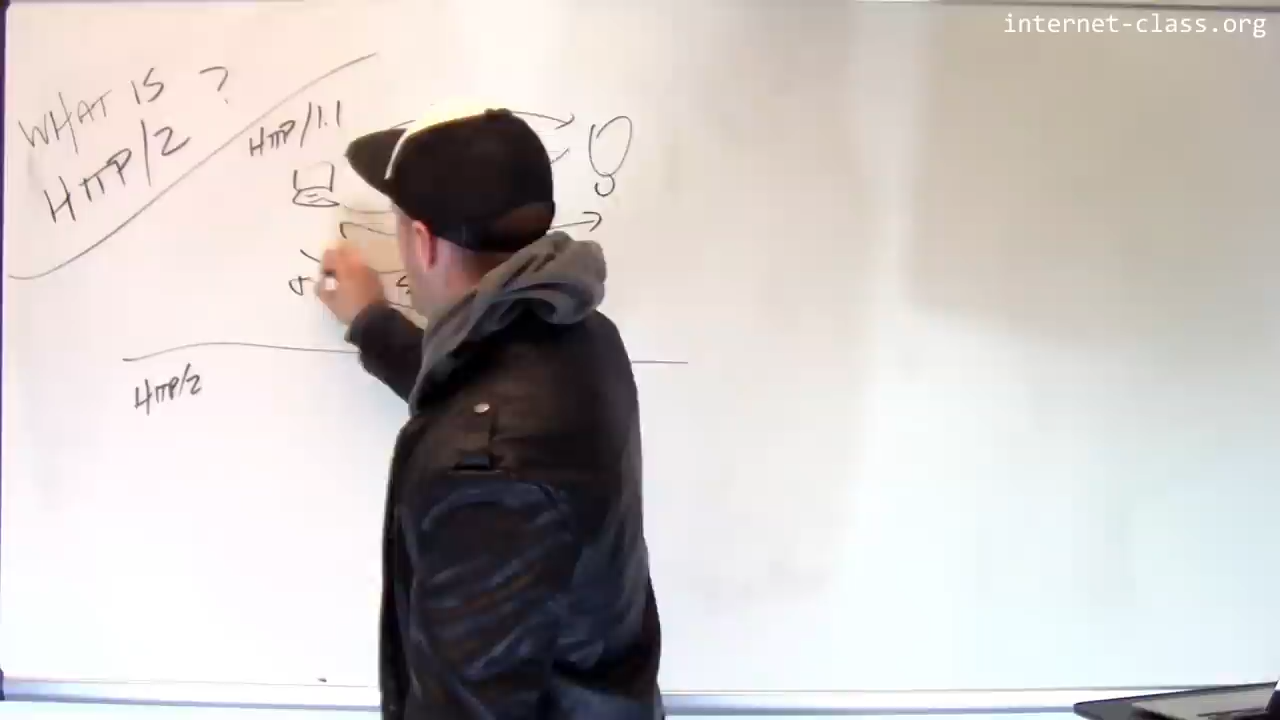 internet-class.org
WHAT IS ?
HTTP/2
HTTP/1.1
HTTP/2